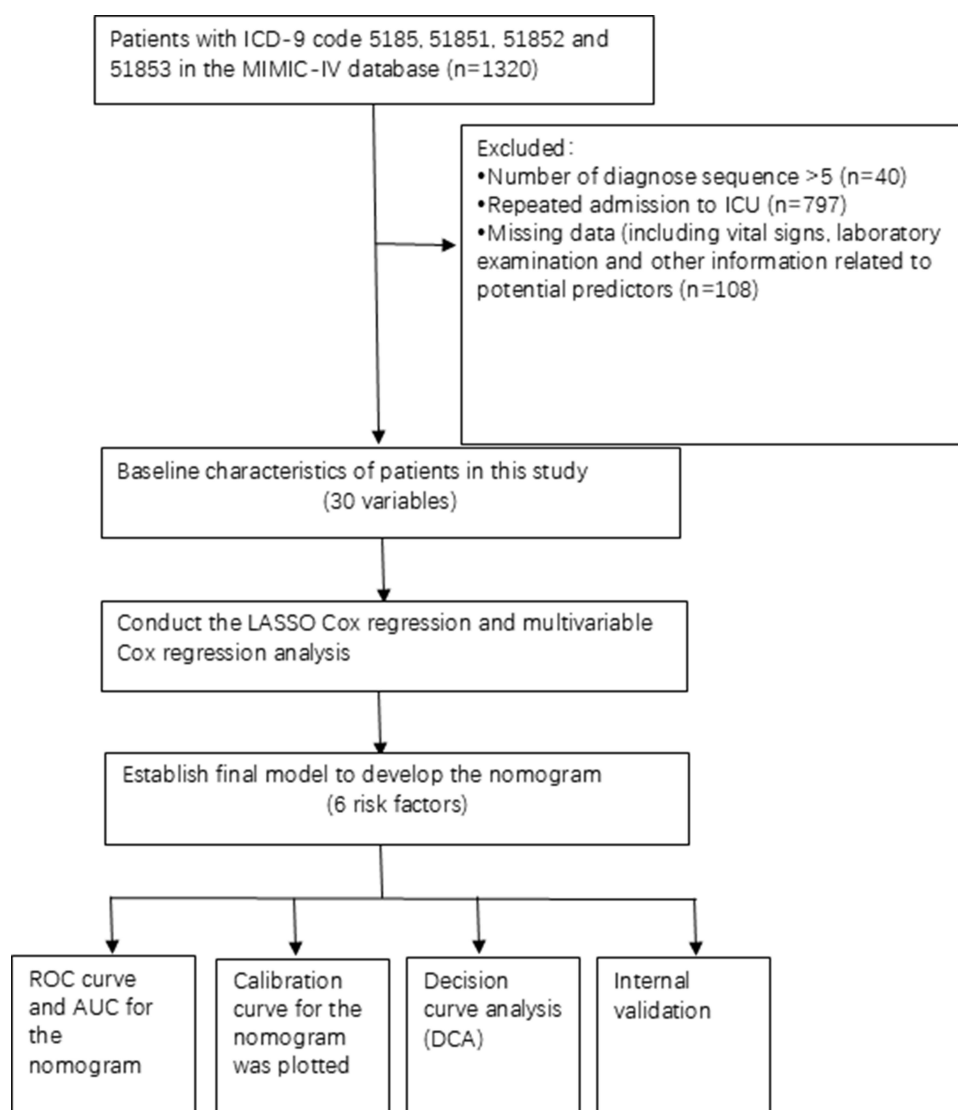 Patients with ICD-9 code 5185, 51851, 51852 and
51853 in the MIMIC-IV database (n=1320)
Excluded:
•Number of diagnose sequence >5 (n=40)
•Repeated admission to ICU (n=797)
•Missing data (including vital signs, laboratory
examination and other information related to
potential predictors (n=108)
Baseline characteristics of patients in this study
(30 variables)
Conduct the LASSO Cox regression and multivariable
Cox regression analysis
Establish final model to develop the nomogram
(6 risk factors)
ROC curve
and AUC for
the
nomogram
Calibration
curve for the
nomogram
was plotted
Decision
curve analysis
(DCA)
Internal
validation